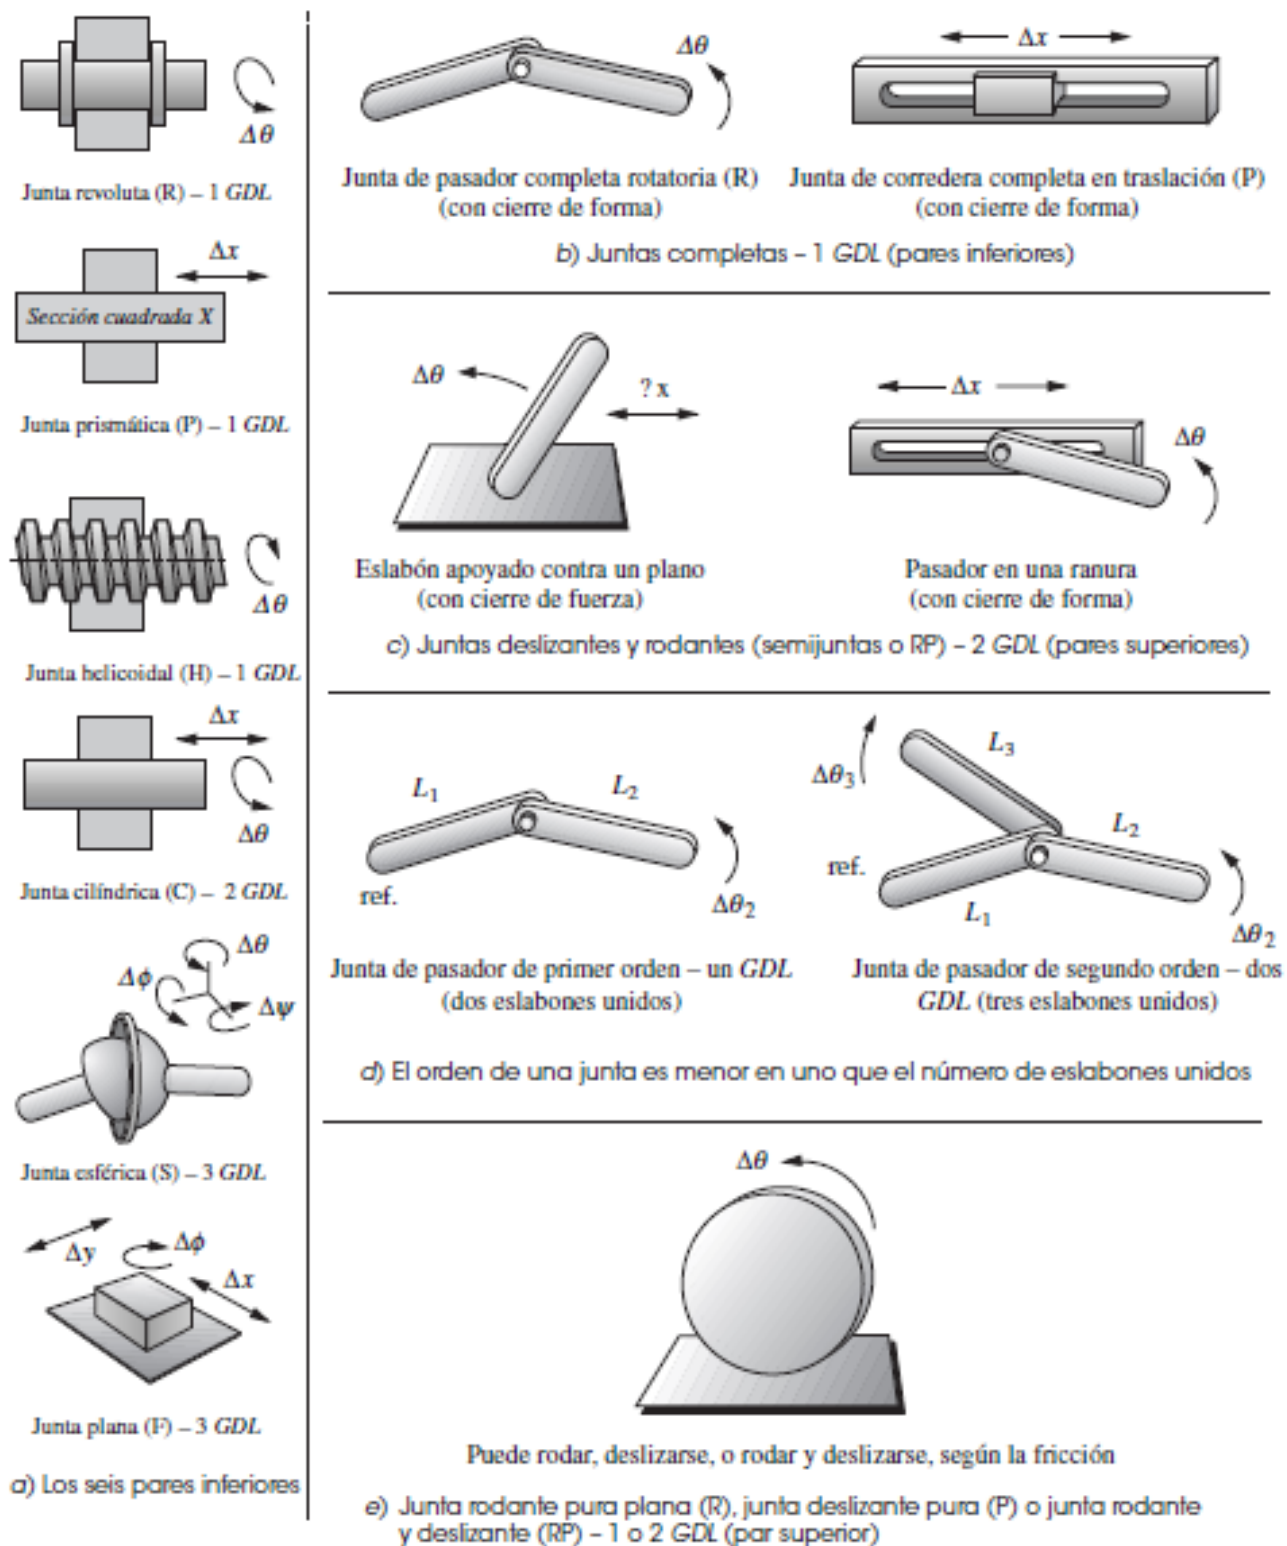 Δθ
Junta revoluta (R) – 1 GDL
Δx
Sección cuadrada X
Junta prismática (P) – 1 GDL
Δθ
Junta helicoidal (H) – 1 GDL
Δx
Δθ
Junta cilíndrica (C) – 2 GDL
Δθ
Δϕ
Δψ
Junta esférica (S) – 3 GDL
Δy
Δϕ
Δx
Junta plana (F) – 3 GDL
a) Los seis pares inferiores
Δθ
Junta de pasador completa rotatoria (R)
(con cierre de forma)
Δx
Junta de corredera completa en traslación (P)
(con cierre de forma)
b) Juntas completas – 1 GDL (pares inferiores)
Δθ
? x
Eslabón apoyado contra un plano
(con cierre de fuerza)
Δx
Δθ
Pasador en una ranura
(con cierre de forma)
c) Juntas deslizantes y rodantes (semijuntas o RP) – 2 GDL (pares superiores)
L1
L2
ref.
Δθ2
Junta de pasador de primer orden – un GDL
(dos eslabones unidos)
L3
Δθ3
L2
ref.
L1
Δθ2
Junta de pasador de segundo orden – dos
GDL (tres eslabones unidos)
d) El orden de una junta es menor en uno que el número de eslabones unidos
Δθ
Puede rodar, deslizarse, o rodar y deslizarse, según la fricción
e) Junta rodante pura plana (R), junta deslizante pura (P) o junta rodante
y deslizante (RP) – 1 o 2 GDL (par superior)